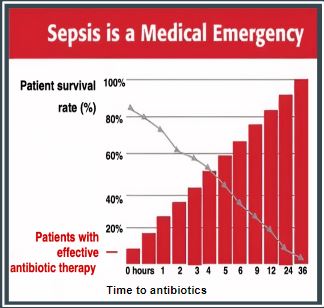 Sepsis is a Medical Emergency
Patient survival
rate (%)
100%
80%
60%
40%
20%
Patients with
effective
antibiotic therapy
0 hours 1 2 3 4 5 6 9 12 24 36
Time to antibiotics